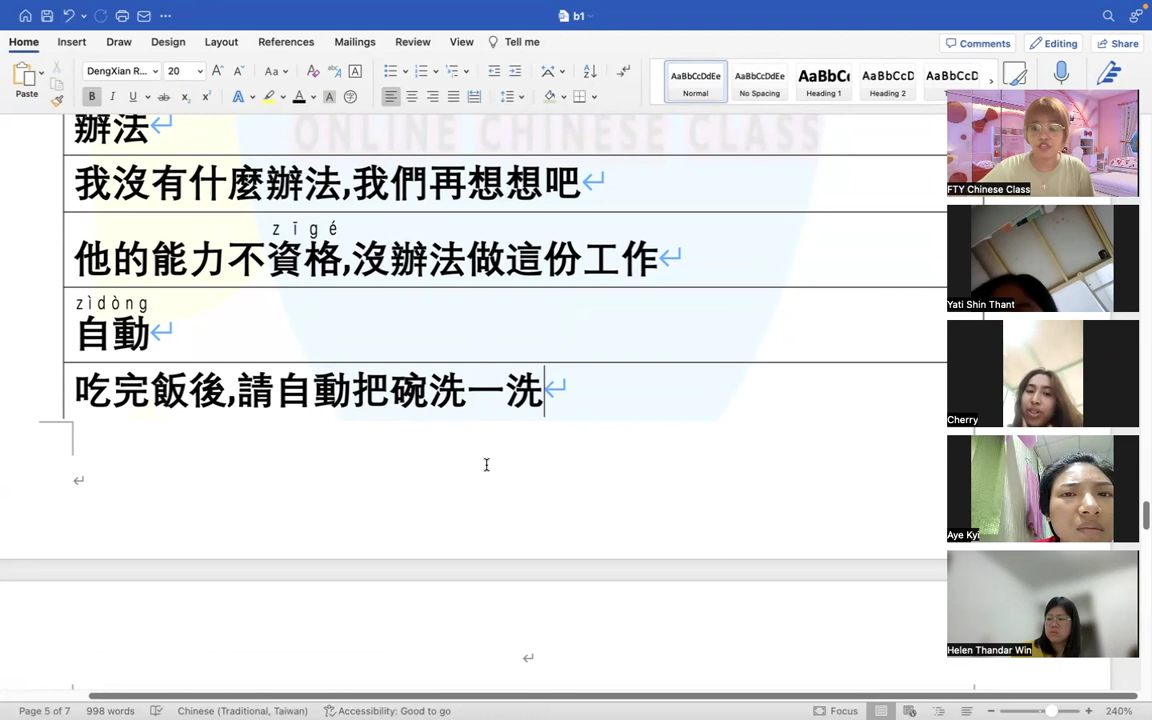 b1
Home Insert Draw Design Layout References Mailings Review View Tell me Comments Editing Share
Paste DengXian R... 20 Aa AaBbCcDdEe Normal AaBbCcDdEe No Spacing AaBbCc Heading 1 AaBbCcD Heading 2 AaBbCcD
ONLINE CHINESE CLASS
辦法
我沒有什麼辦法,我們再想想吧
zīgé
他的能力不資格,沒辦法做這份工作
zìdòng
自動
吃完飯後,請自動把碗洗一洗
FTY Chinese Class
Yati Shin Thant
Cherry
Aye Kyi
Helen Thandar Win
Page 5 of 7 998 words Chinese (Traditional, Taiwan) Accessibility: Good to go Focus 240%